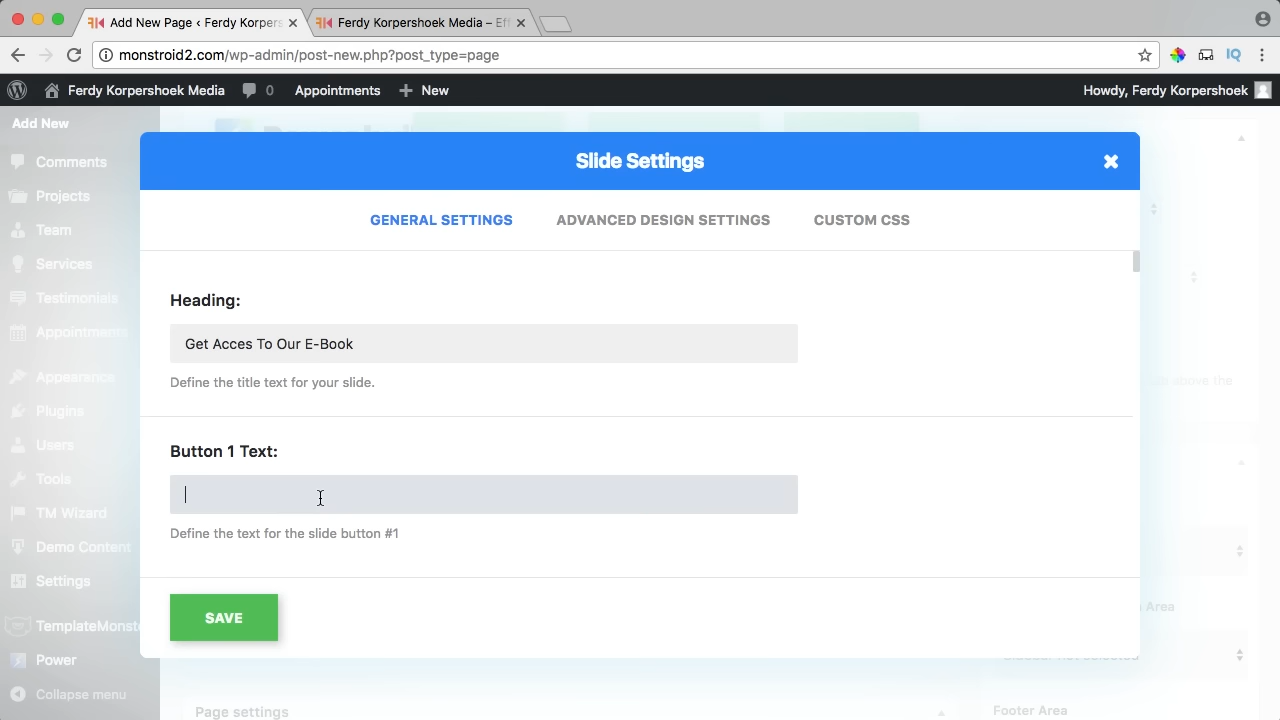 Add New Page ‹ Ferdy Korpers
Ferdy Korpershoek Media – Ef
monstroid2.com/wp-admin/post-new.php?post_type=page
Ferdy Korpershoek Media
0
Appointments
New
Howdy, Ferdy Korpershoek
Add New
Comments
Projects
Team
Services
Testimonials
Appointments
Appearance
Plugins
Users
Tools
TM Wizard
Demo Content
Settings
TemplateMonste
Power
Collapse menu
Slide Settings
GENERAL SETTINGS
ADVANCED DESIGN SETTINGS
CUSTOM CSS
Heading:
Get Acces To Our E-Book
Define the title text for your slide.
Button 1 Text:
Define the text for the slide button #1
SAVE
above the
Area
Page settings
Footer Area